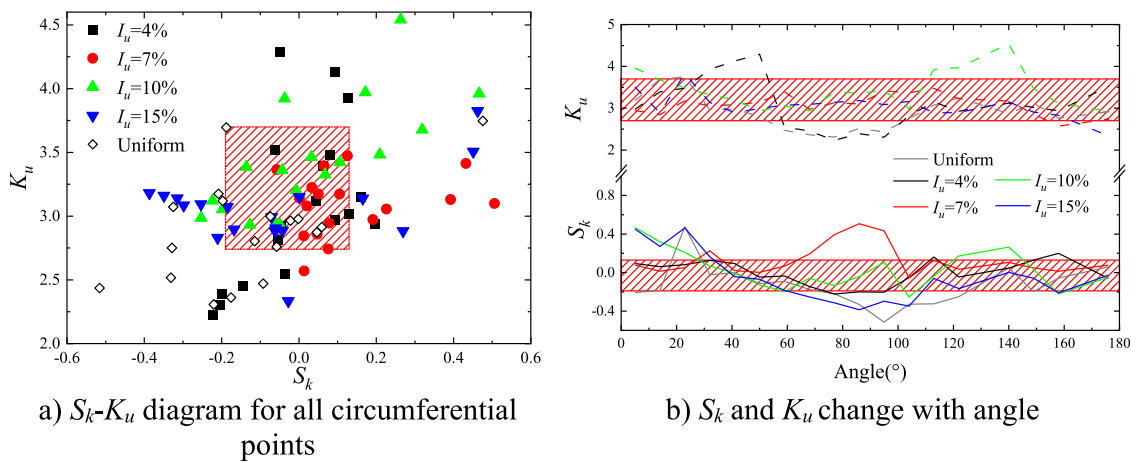 4.5
4.0
3.5
3.0
2.5
2.0
K_u
-0.6
-0.4
-0.2
0.0
0.2
0.4
0.6
S_k
I_u=4%
I_u=7%
I_u=10%
I_u=15%
Uniform
a) S_k-K_u diagram for all circumferential
points
5
4
3
2
K_u
0.4
0.0
-0.4
S_k
Uniform
I_u=4%
I_u=10%
I_u=7%
I_u=15%
0
20
40
60
80
100
120
140
160
180
Angle(°)
b) S_k and K_u change with angle